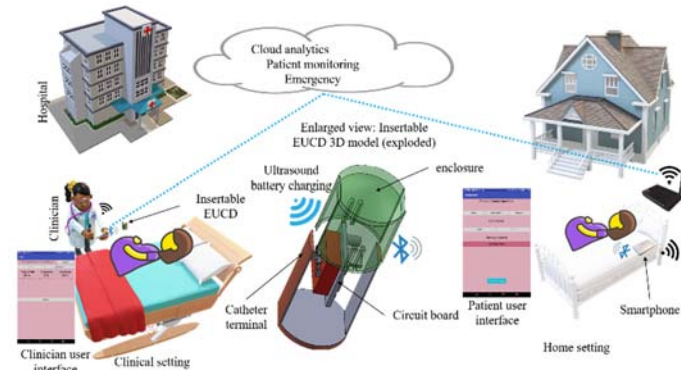 Cloud analytics
Patient monitoring
Emergency
Hospital
Enlarged view: Insertable
EUCD 3D model (exploded)
enclosure
Ultrasound
battery charging
Clinician
Insertable
EUCD
Catheter
terminal
Circuit board
Patient user
interface
Smartphone
Home setting
Clinical setting
Clinician user
interface